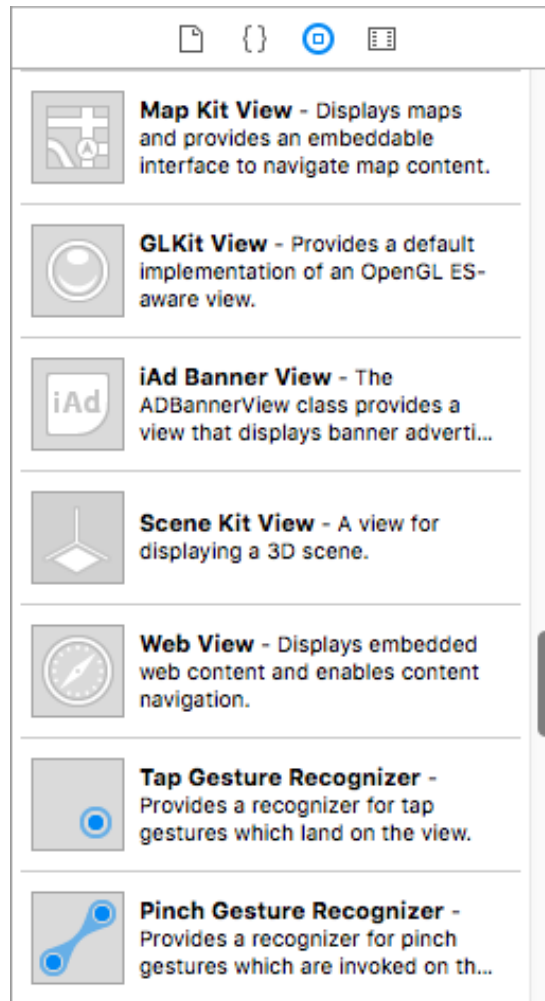 {}
Map Kit View - Displays maps
and provides an embeddable
interface to navigate map content.
GLKit View - Provides a default
implementation of an OpenGL ES-
aware view.
iAd
iAd Banner View - The
ADBannerView class provides a
view that displays banner adverti...
Scene Kit View - A view for
displaying a 3D scene.
Web View - Displays embedded
web content and enables content
navigation.
Tap Gesture Recognizer -
Provides a recognizer for tap
gestures which land on the view.
Pinch Gesture Recognizer -
Provides a recognizer for pinch
gestures which are invoked on th...